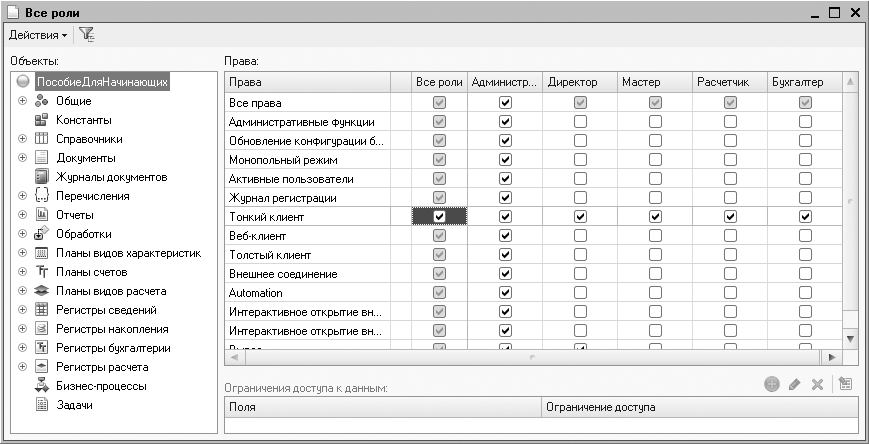 Все роли
Действия
Объекты:
ПособиеДляНачинающих
Общие
Константы
Справочники
Документы
Журналы документов
Перечисления
Отчеты
Обработки
Планы видов характеристик
Планы счетов
Планы видов расчета
Регистры сведений
Регистры накопления
Регистры бухгалтерии
Регистры расчета
Бизнес-процессы
Задачи
Права:
Права Все роли Администр... Директор Мастер Расчетчик Бухгалтер
Все права
Административные функции
Обновление конфигурации б...
Монопольный режим
Активные пользователи
Журнал регистрации
Тонкий клиент
Веб-клиент
Толстый клиент
Внешнее соединение
Automation
Интерактивное открытие вн...
Интерактивное открытие вн...
Ограничения доступа к данным:
Поля Ограничение доступа